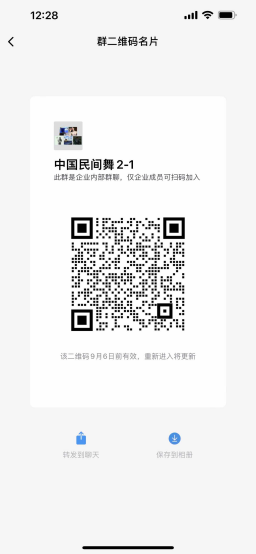 12:28
群二维码名片
中国民间舞 2-1
此群是企业内部群聊，仅企业成员可扫码加入
该二维码9月6日前有效，重新进入将更新
转发到聊天
保存到相册